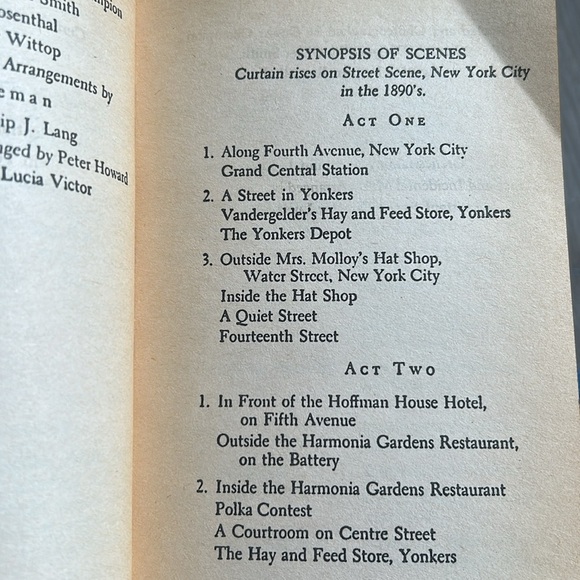 mpion
Smith
osenthal
Wittop
Arrangements by
e m a n
ip J. Lang
aged by Peter Howard
Lucia Victor
SYNOPSIS OF SCENES
Curtain rises on Street Scene, New York City
in the 1890's.
ACT ONE
1. Along Fourth Avenue, New York City
Grand Central Station
2. A Street in Yonkers
Vandergelder's Hay and Feed Store, Yonkers
The Yonkers Depot
3. Outside Mrs. Molloy's Hat Shop,
Water Street, New York City
Inside the Hat Shop
A Quiet Street
Fourteenth Street
ACT TWO
1. In Front of the Hoffman House Hotel,
on Fifth Avenue
Outside the Harmonia Gardens Restaurant,
on the Battery
2. Inside the Harmonia Gardens Restaurant
Polka Contest
A Courtroom on Centre Street
The Hay and Feed Store, Yonkers